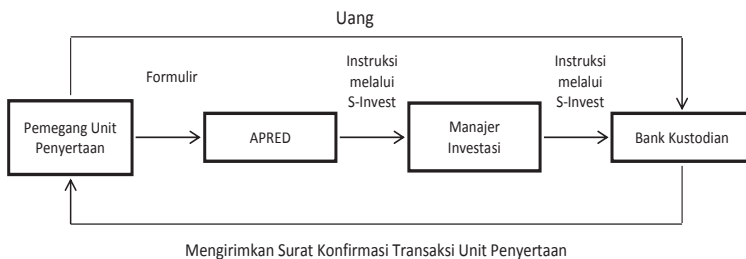 Uang
Formulir
Instruksi
melalui
S-Invest
Instruksi
melalui
S-Invest
Pemegang Unit
Penyertaan
APRED
Manajer
Investasi
Bank Kustodian
Mengirimkan Surat Konfirmasi Transaksi Unit Penyertaan